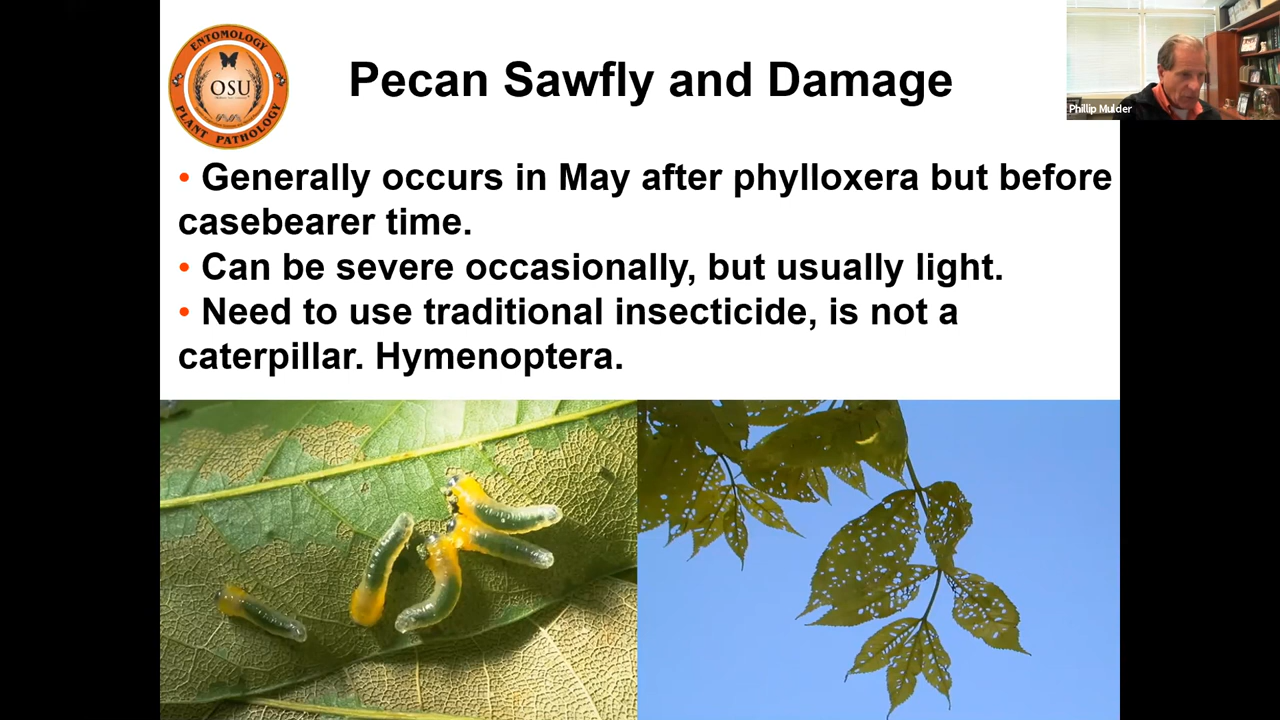 ENTOMOLOGY
OSU
PLANT PATHOLOGY
Pecan Sawfly and Damage
Phillip Mulder
• Generally occurs in May after phylloxera but before
casebearer time.
• Can be severe occasionally, but usually light.
• Need to use traditional insecticide, is not a
caterpillar. Hymenoptera.